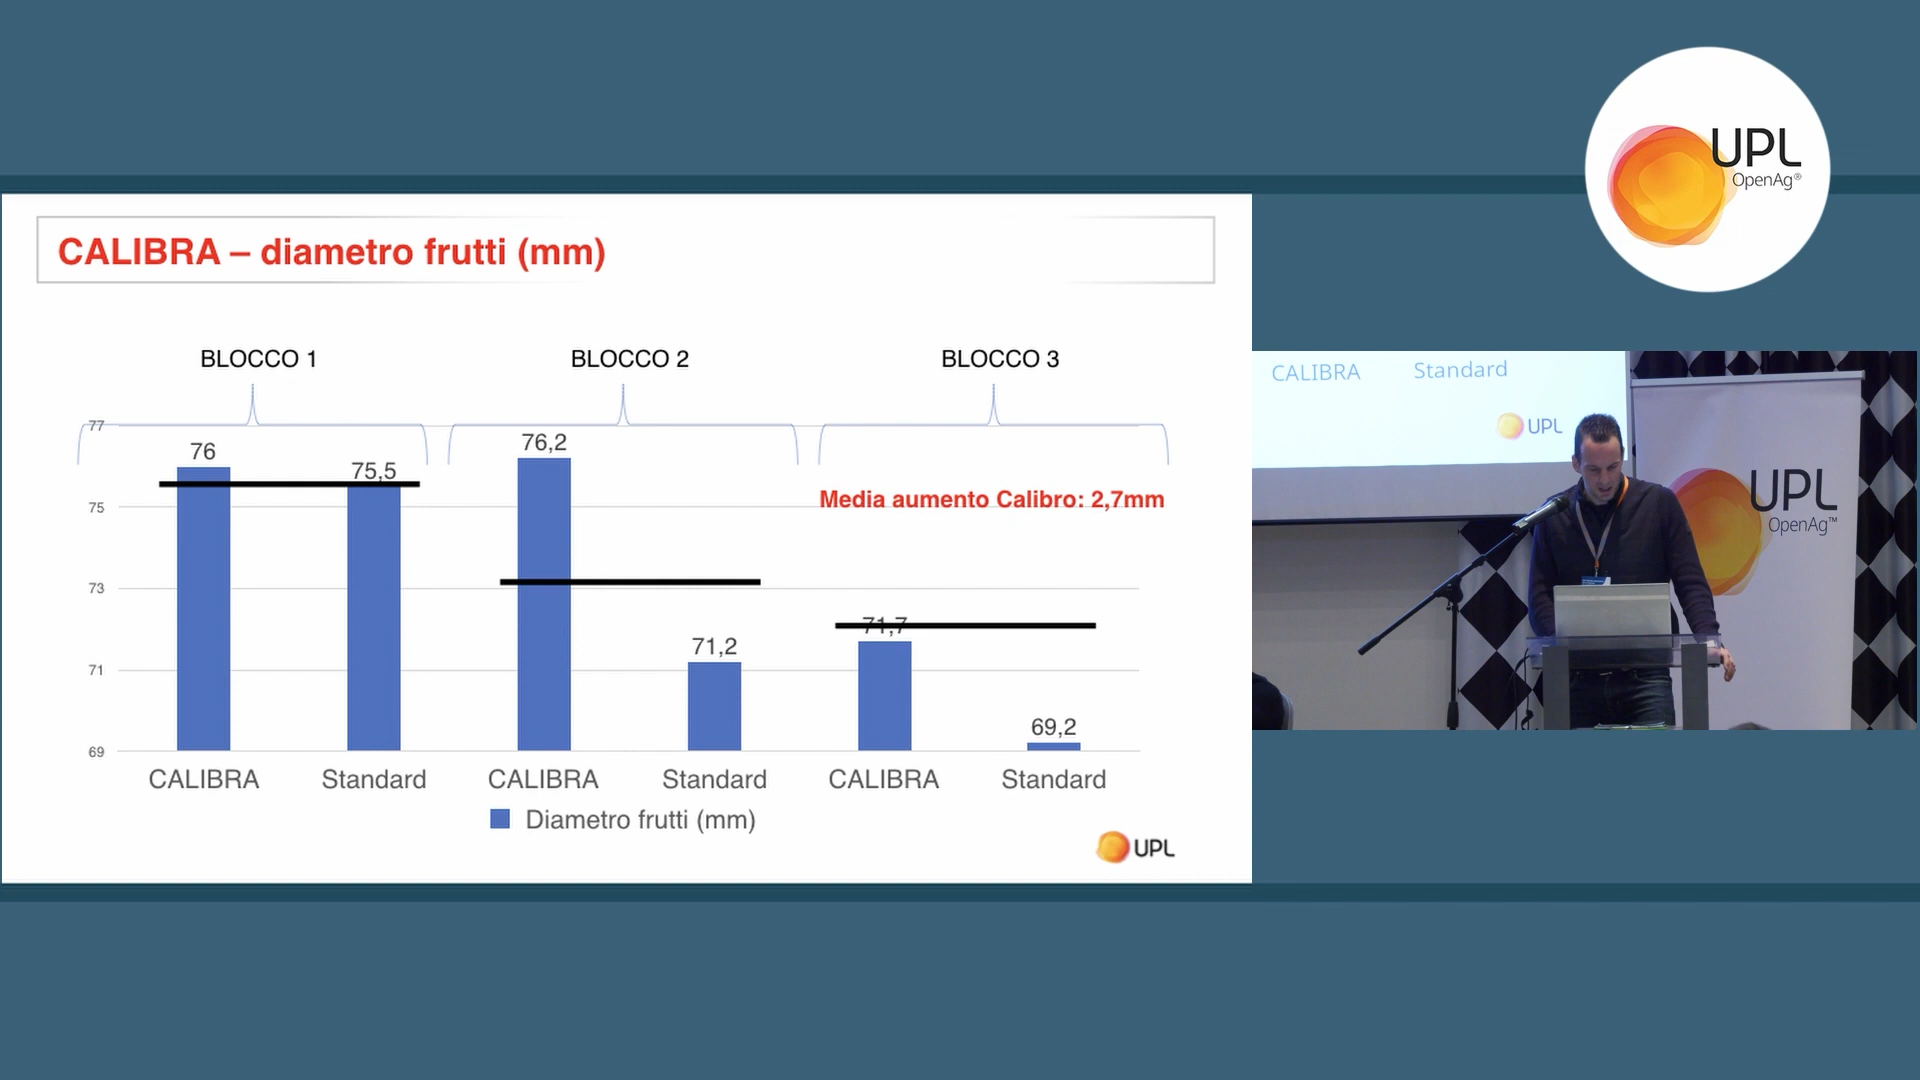 UPL
OpenAg®
CALIBRA – diametro frutti (mm)
BLOCCO 1
BLOCCO 2
BLOCCO 3
77
75
73
71
69
76
75,5
76,2
71,2
71,7
69,2
Media aumento Calibro: 2,7mm
CALIBRA
Standard
CALIBRA
Standard
CALIBRA
Standard
Diametro frutti (mm)
UPL
CALIBRA Standard
UPL
UPL
OpenAg™